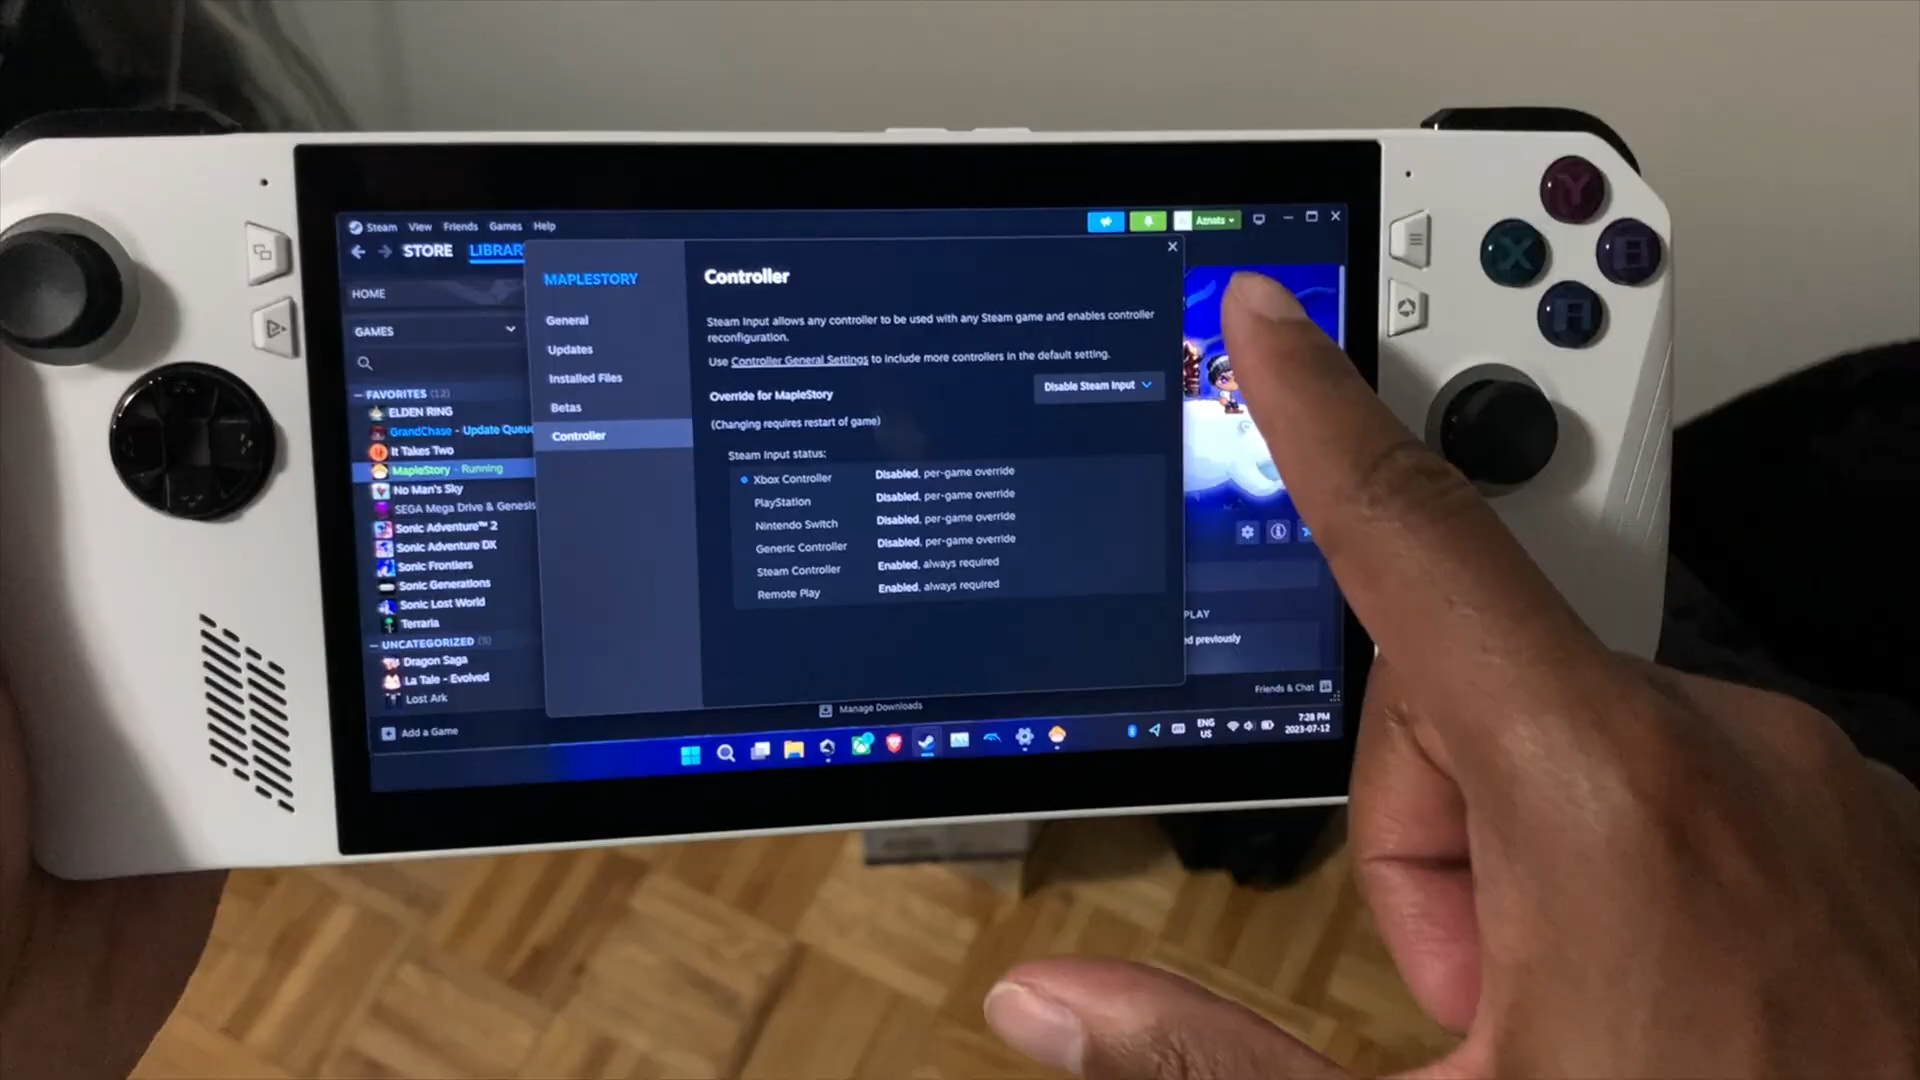 Steam View Friends Games Help
Aznats
STORE LIBRAR
HOME
GAMES
FAVORITES (12)
ELDEN RING
GrandChase - Update Queu
It Takes Two
MapleStory - Running
No Man's Sky
SEGA Mega Drive & Genesis
Sonic Adventure™ 2
Sonic Adventure DX
Sonic Frontiers
Sonic Generations
Sonic Lost World
Terraria
UNCATEGORIZED
Dragon Saga
La Tale - Evolved
Lost Ark
Add a Game
MAPLESTORY
General
Updates
Installed Files
Betas
Controller
Controller
Steam Input allows any controller to be used with any Steam game and enables controller
reconfiguration.
Use Controller General Settings to include more controllers in the default setting.
Override for MapleStory
Disable Steam Input
(Changing requires restart of game)
Steam Input status:
Xbox Controller Disabled, per-game override
PlayStation Disabled, per-game override
Nintendo Switch Disabled, per-game override
Generic Controller Disabled, per-game override
Steam Controller Enabled, always required
Remote Play Enabled, always required
PLAY
ed previously
Friends & Chat
Manage Downloads
ENG
US
7:28 PM
2023-07-12
Y
X
B
A